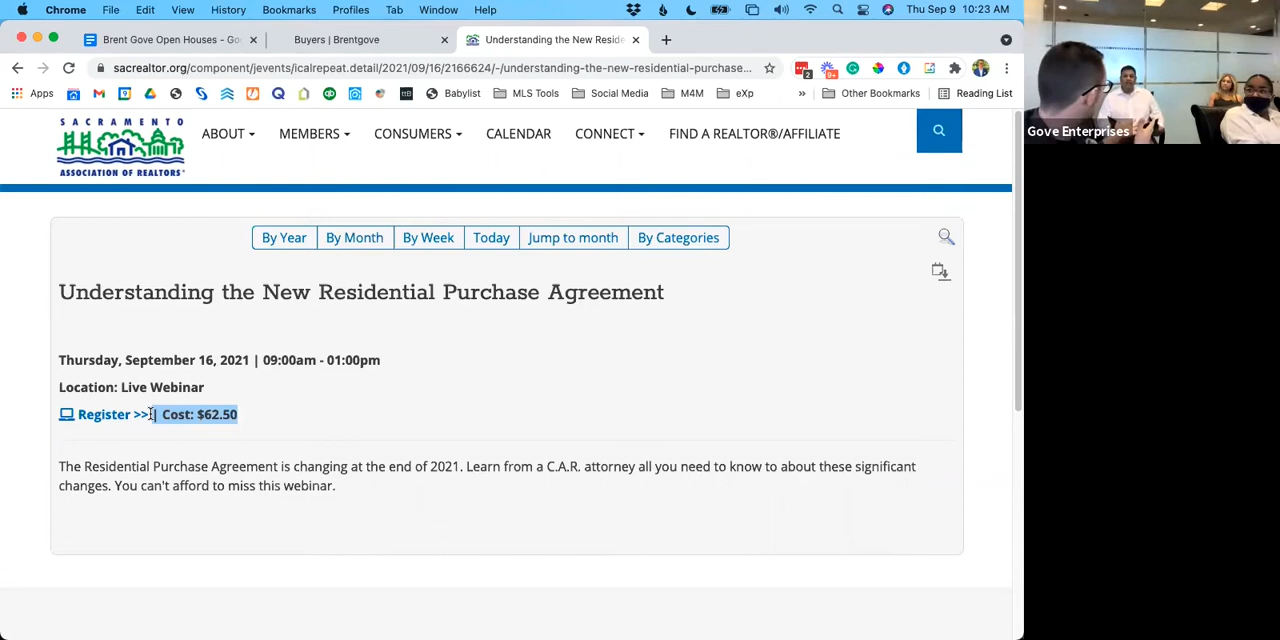 Chrome File Edit View History Bookmarks Profiles Tab Window Help Thu Sep 9 10:23 AM
Brent Gove Open Houses - Go Buyers | Brentgove Understanding the New Reside
sacrealtor.org/component/jevents/icalrepeat.detail/2021/09/16/2166624/-/understanding-the-new-residential-purchase...
2 9+
Apps Babylist MLS Tools Social Media M4M eXp » Other Bookmarks Reading List
Gove Enterprises
SACRAMENTO
ASSOCIATION OF REALTORS®
ABOUT MEMBERS CONSUMERS CALENDAR CONNECT FIND A REALTOR®/AFFILIATE
By Year By Month By Week Today Jump to month By Categories
Understanding the New Residential Purchase Agreement
Thursday, September 16, 2021 | 09:00am - 01:00pm
Location: Live Webinar
Register >> | Cost: $62.50
The Residential Purchase Agreement is changing at the end of 2021. Learn from a C.A.R. attorney all you need to know to about these significant
changes. You can't afford to miss this webinar.